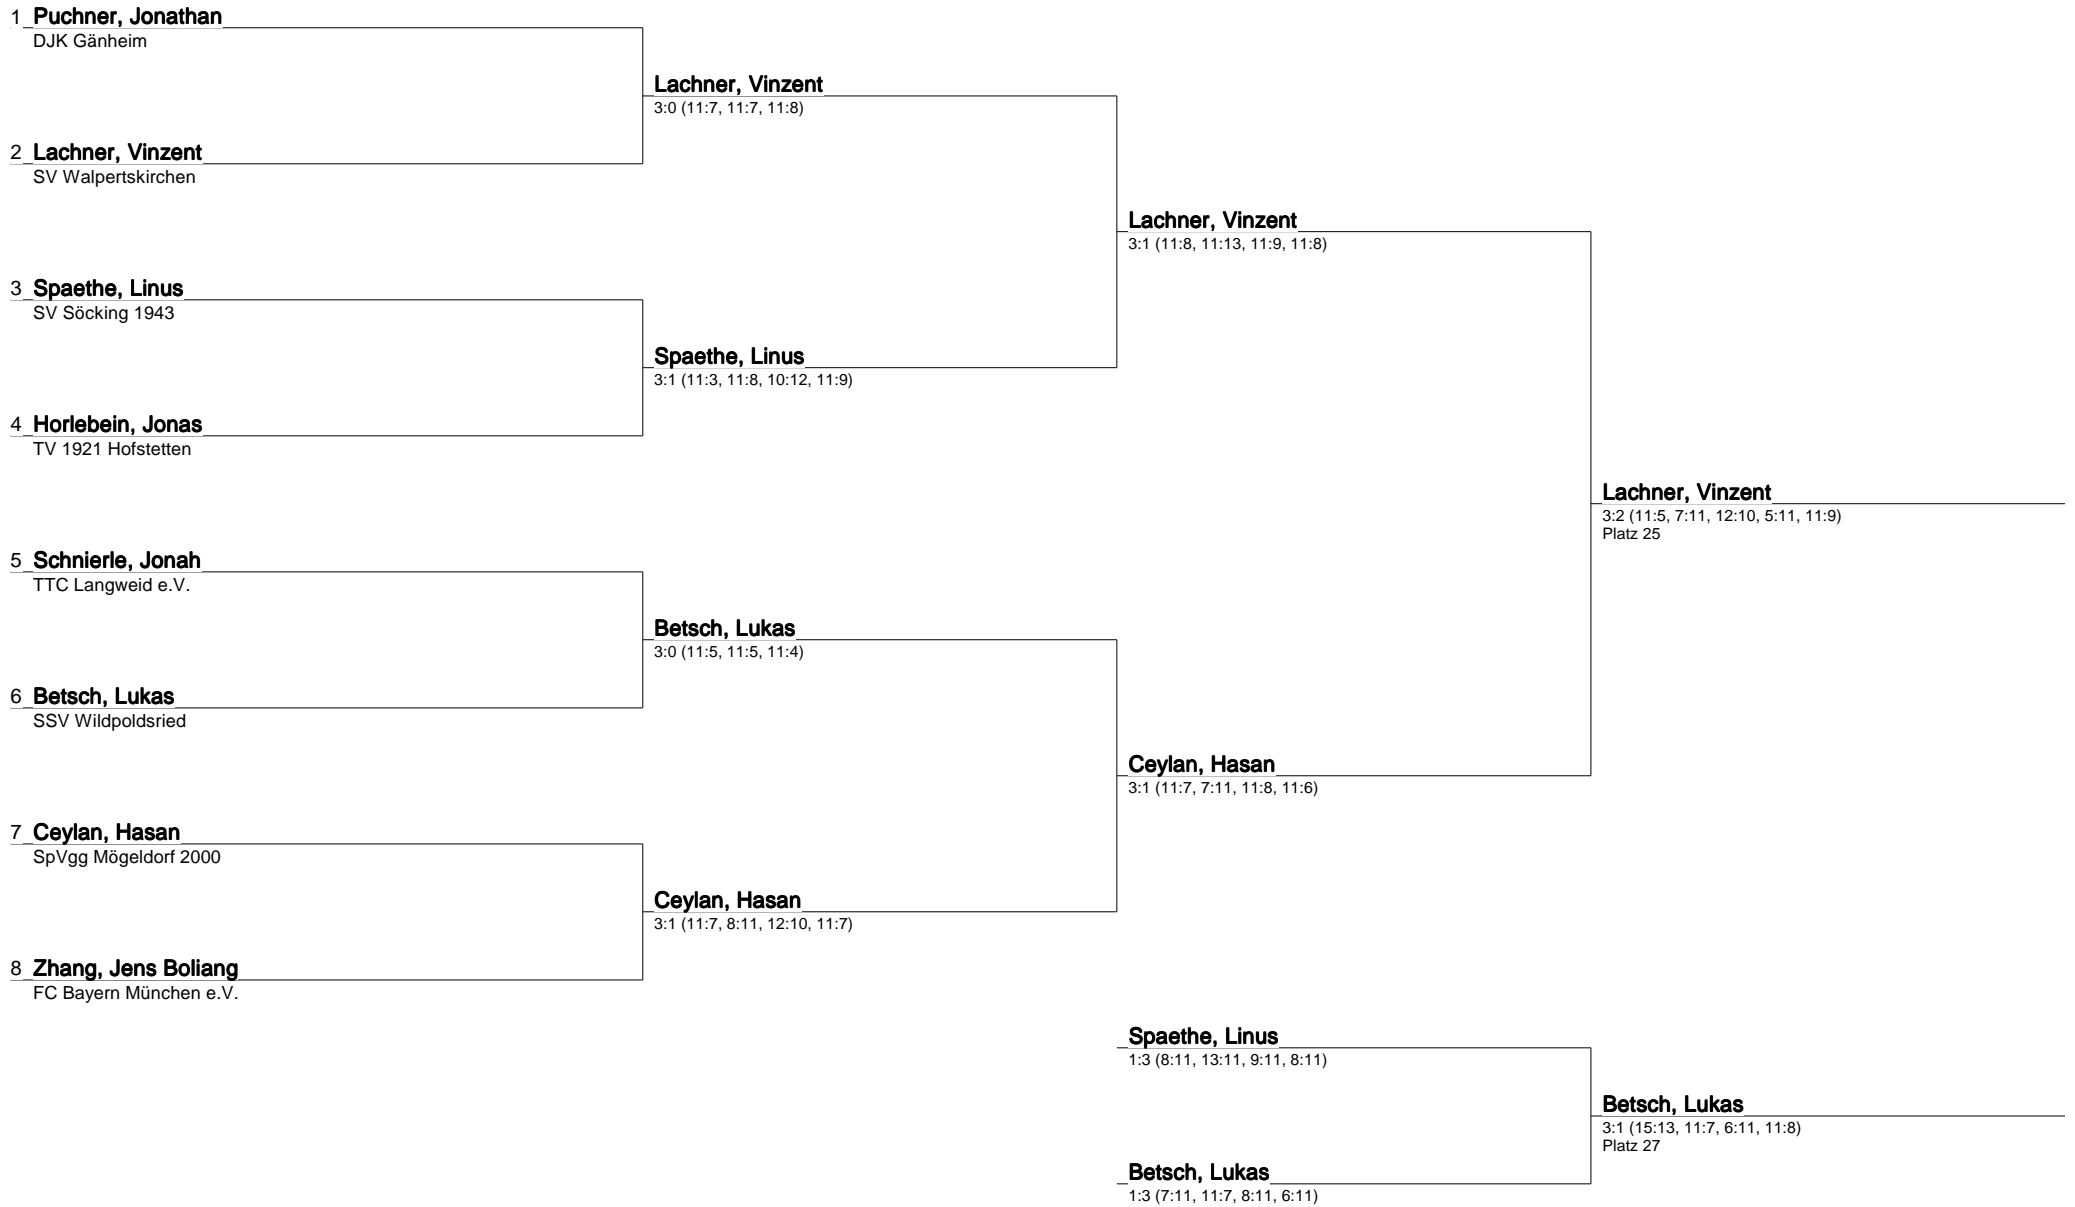 1 Puchner, Jonathan
DJK Gänheim
Lachner, Vinzent
3:0 (11:7, 11:7, 11:8)
2 Lachner, Vinzent
SV Walpertskirchen
Lachner, Vinzent
3:1 (11:8, 11:13, 11:9, 11:8)
3 Spaethe, Linus
SV Söcking 1943
Spaethe, Linus
3:1 (11:3, 11:8, 10:12, 11:9)
4 Horlebein, Jonas
TV 1921 Hofstetten
Lachner, Vinzent
3:2 (11:5, 7:11, 12:10, 5:11, 11:9)
Platz 25
5 Schnierle, Jonah
TTC Langweid e.V.
Betsch, Lukas
3:0 (11:5, 11:5, 11:4)
6 Betsch, Lukas
SSV Wildpoldsried
Ceylan, Hasan
3:1 (11:7, 7:11, 11:8, 11:6)
7 Ceylan, Hasan
SpVgg Mögeldorf 2000
Ceylan, Hasan
3:1 (11:7, 8:11, 12:10, 11:7)
8 Zhang, Jens Boliang
FC Bayern München e.V.
Spaethe, Linus
1:3 (8:11, 13:11, 9:11, 8:11)
Betsch, Lukas
3:1 (15:13, 11:7, 6:11, 11:8)
Platz 27
Betsch, Lukas
1:3 (7:11, 11:7, 8:11, 6:11)